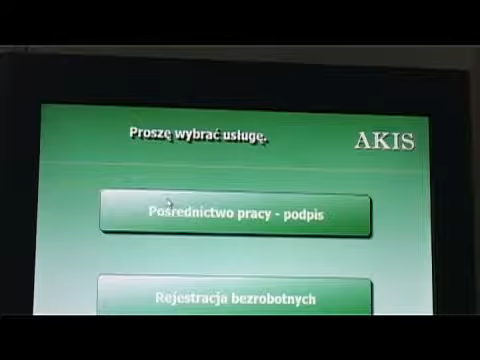 Proszę wybrać usługę.
AKIS
Pośrednictwo pracy - podpis
Rejestracja bezrobotnych